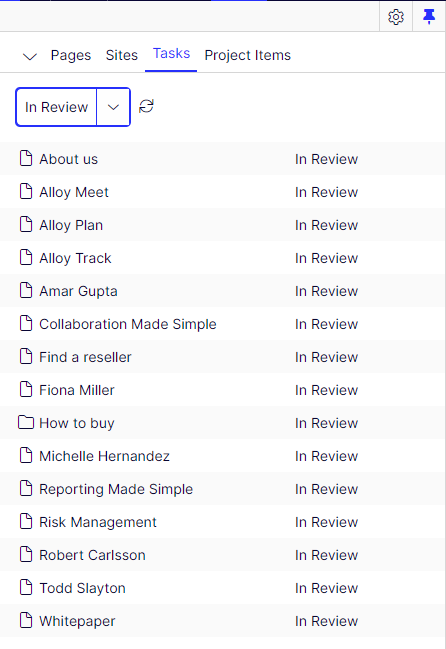 Pages Sites Tasks Project Items
In Review
About us In Review
Alloy Meet In Review
Alloy Plan In Review
Alloy Track In Review
Amar Gupta In Review
Collaboration Made Simple In Review
Find a reseller In Review
Fiona Miller In Review
How to buy In Review
Michelle Hernandez In Review
Reporting Made Simple In Review
Risk Management In Review
Robert Carlsson In Review
Todd Slayton In Review
Whitepaper In Review